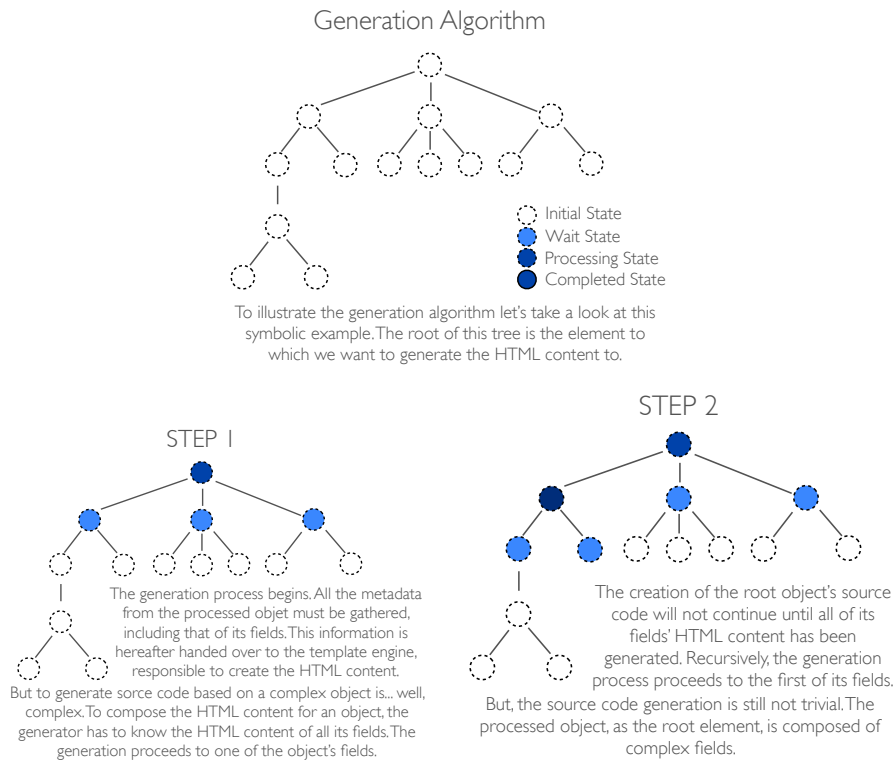 Generation Algorithm
Initial State
Wait State
Processing State
Completed State
To illustrate the generation algorithm let's take a look at this
symbolic example. The root of this tree is the element to
which we want to generate the HTML content to.
STEP 1
The generation process begins. All the metadata
from the processed objet must be gathered,
including that of its fields. This information is
hereafter handed over to the template engine,
responsible to create the HTML content.
But to generate sorce code based on a complex object is... well,
complex. To compose the HTML content for an object, the
generator has to know the HTML content of all its fields. The
generation proceeds to one of the object's fields.
STEP 2
The creation of the root object's source
code will not continue until all of its
fields' HTML content has been
generated. Recursively, the generation
process proceeds to the first of its fields.
But, the source code generation is still not trivial. The
processed object, as the root element, is composed of
complex fields.